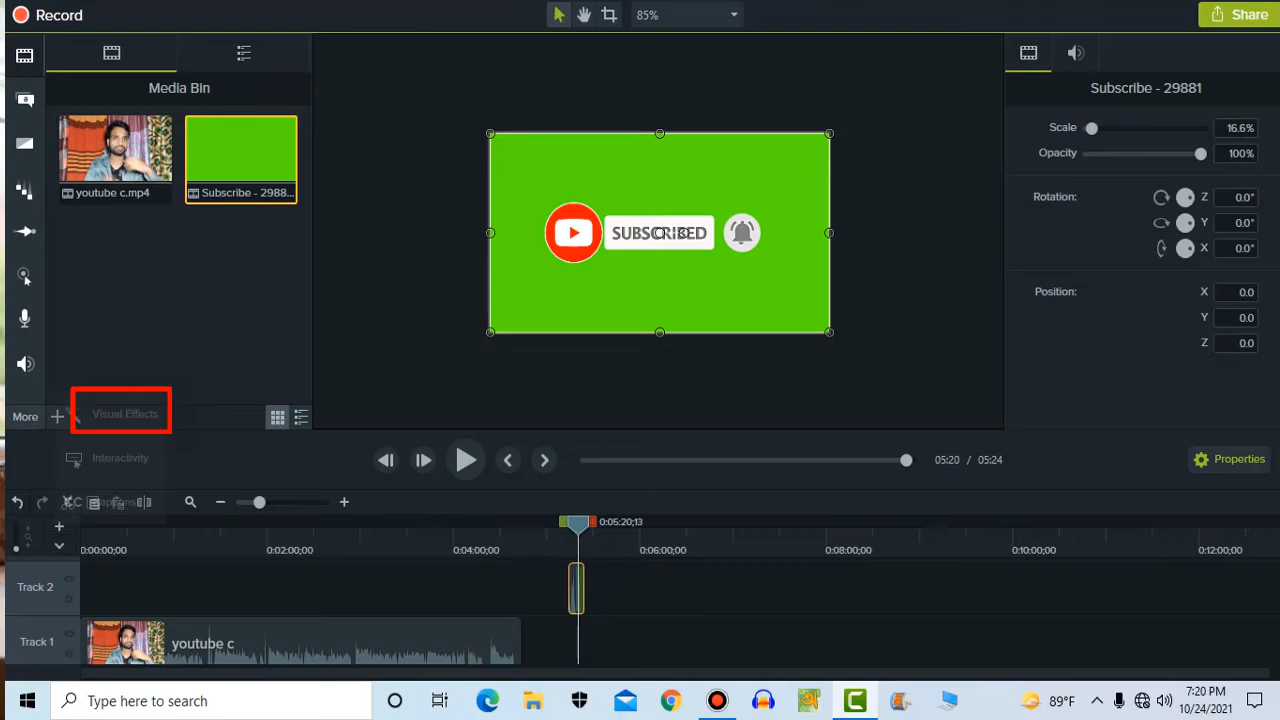 Record
85%
Share
Media Bin
Subscribe - 29881
youtube c.mp4
Subscribe - 2988...
a
Scale
16.6%
Opacity
100%
SUBSCRIBED
Rotation:
Z
0.0°
Y
0.0°
X
0.0°
Position:
X
0.0
Y
0.0
Z
0.0
More
Visual Effects
Interactivity
05:20 / 05:24
Properties
0:05:20;13
0:00:00;00
0:02:00;00
0:04:00;00
0:06:00;00
0:08:00;00
0:10:00;00
0:12:00;00
Track 2
Track 1
youtube c
Type here to search
89°F
7:20 PM
10/24/2021